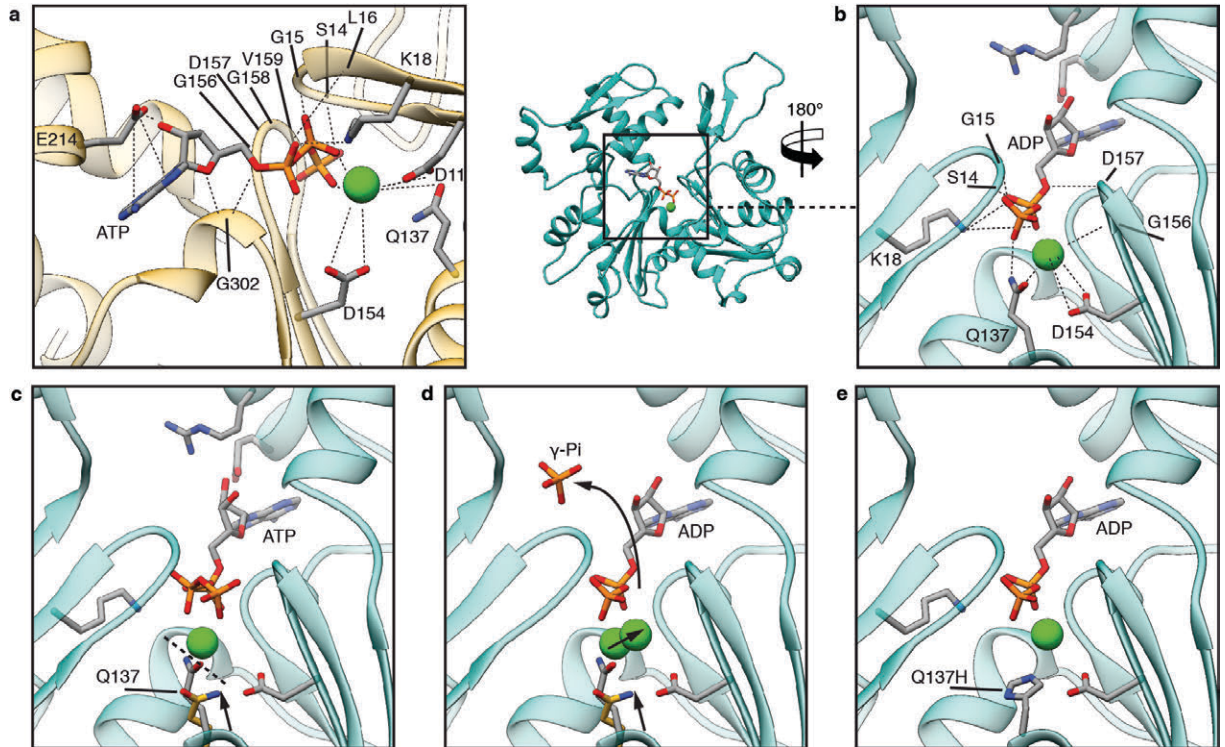 a
L16
G15
S14
V159
D157
K18
G156
G158
E214
D11
ATP
Q137
G302
D154
180°
b
G15
ADP
D157
S14
G156
K18
Q137
D154
c
ATP
Q137
d
γ-Pi
ADP
e
ADP
Q137H